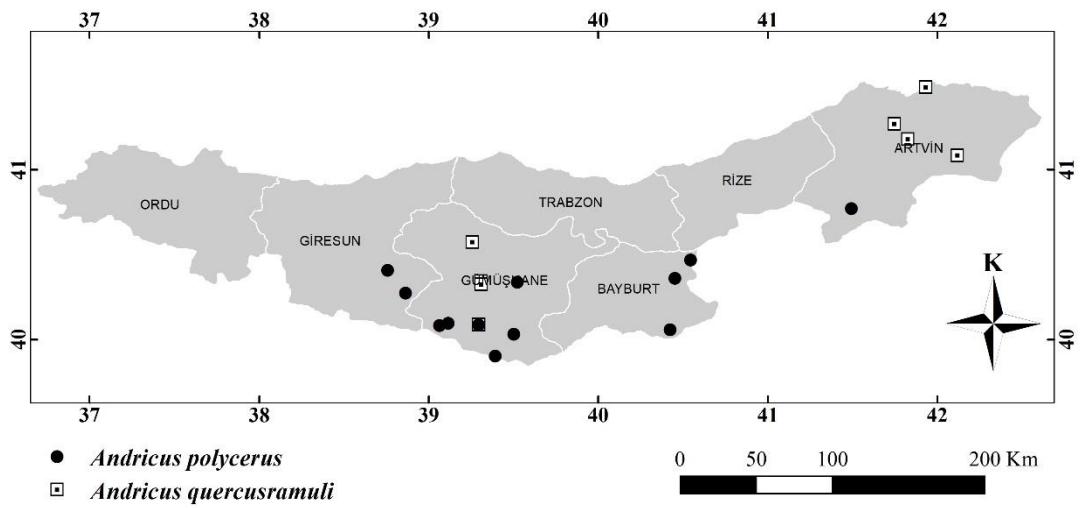 37 38 39 40 41 42
41 41
40 40
ORDU
GİRESUN
TRABZON
RİZE
ARTVİN
GÜMÜŞHANE
BAYBURT
K
37 38 39 40 41 42
Andricus polycerus
Andricus quercusramuli
0 50 100 200 Km